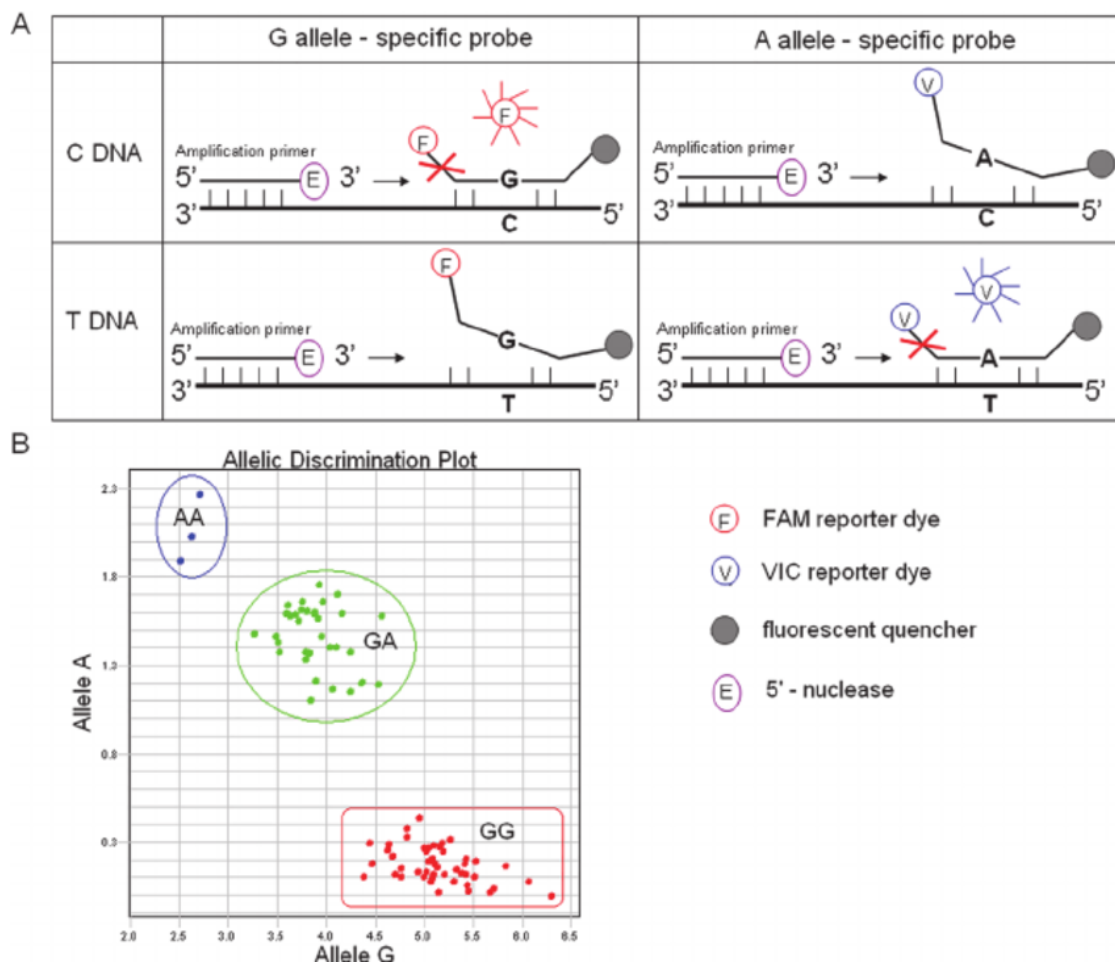 A
G allele - specific probe
A allele - specific probe
C DNA
F
F
Amplification primer
5’
E
3’
G
3’
C
5’
V
Amplification primer
5’
E
3’
A
3’
C
5’
T DNA
F
Amplification primer
5’
E
3’
G
3’
T
5’
V
V
Amplification primer
5’
E
3’
A
3’
T
5’
B
Allelic Discrimination Plot
2.3
AA
1.8
GA
1.3
0.8
GG
0.3
Allele A
2.0 2.5 3.0 3.5 4.0 4.5 5.0 5.5 6.0 6.5
Allele G
F FAM reporter dye
V VIC reporter dye
fluorescent quencher
E 5' - nuclease